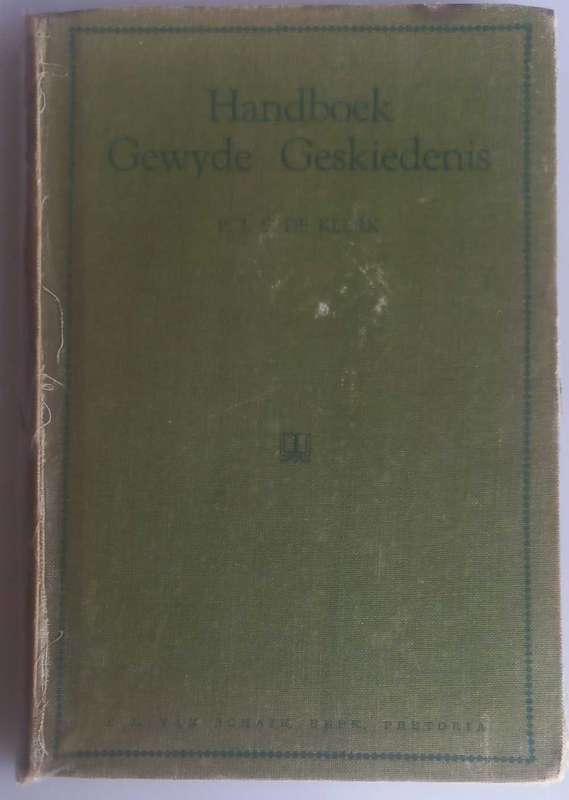 Handboek
Gewyde Geskiedenis
P. J. S. DE KLERK
J. L. VAN SCHAIK, BEPK, PRETORIA